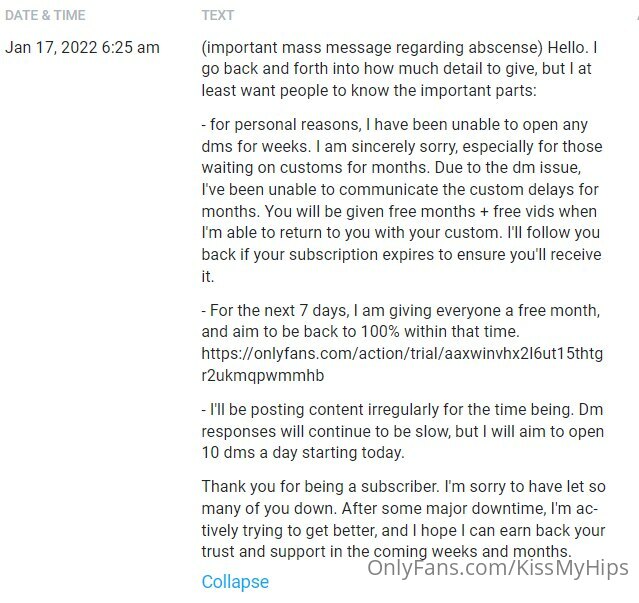 DATE & TIME TEXT
Jan 17, 2022 6:25 am (important mass message regarding abscense) Hello. I
go back and forth into how much detail to give, but I at
least want people to know the important parts:
- for personal reasons, I have been unable to open any
dms for weeks. I am sincerely sorry, especially for those
waiting on customs for months. Due to the dm issue,
I've been unable to communicate the custom delays for
months. You will be given free months + free vids when
I'm able to return to you with your custom. I'll follow you
back if your subscription expires to ensure you'll receive
it.
- For the next 7 days, I am giving everyone a free month,
and aim to be back to 100% within that time.
https://onlyfans.com/action/trial/aaxwinvhx2l6ut15thtg
r2ukmqpwmmhb
- I'll be posting content irregularly for the time being. Dm
responses will continue to be slow, but I will aim to open
10 dms a day starting today.
Thank you for being a subscriber. I'm sorry to have let so
many of you down. After some major downtime, I'm ac-
tively trying to get better, and I hope I can earn back your
trust and support in the coming weeks and months.
OnlyFans.com/KissMyHips
Collapse